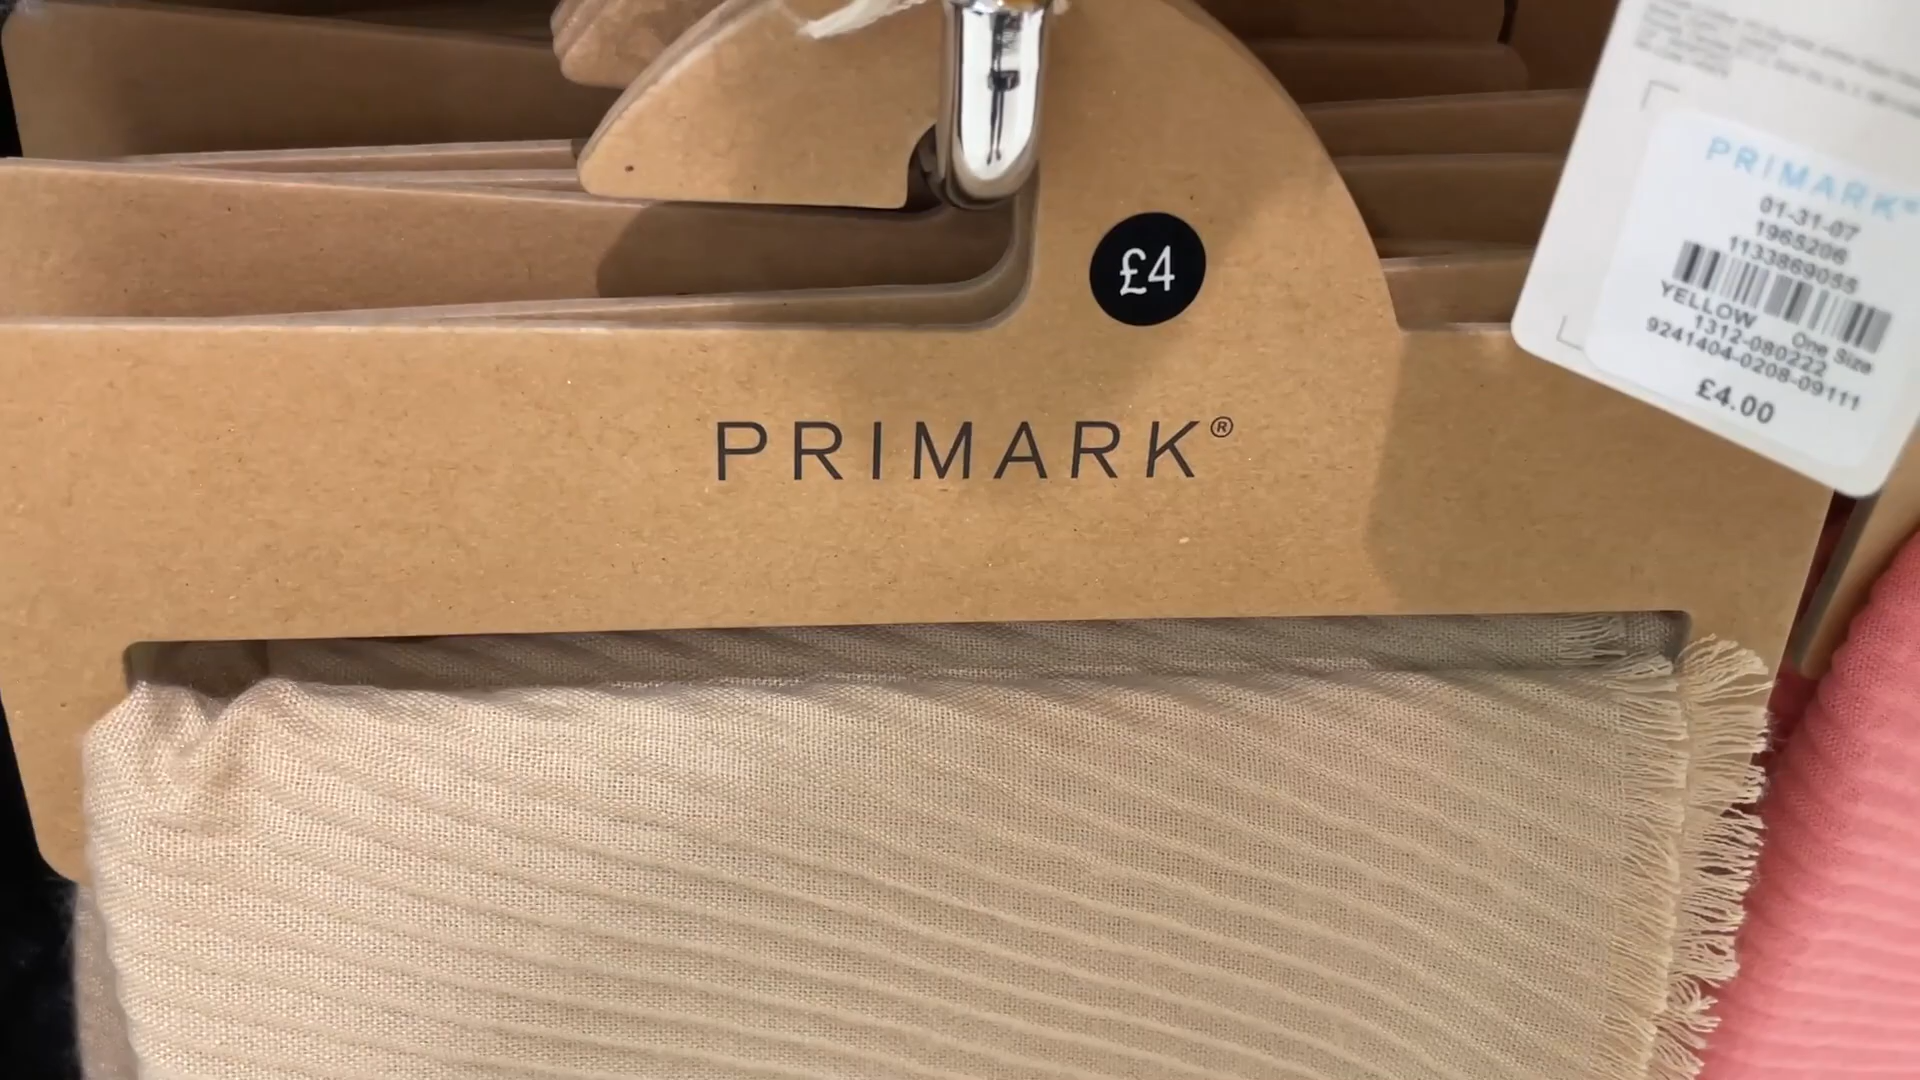 £4
PRIMARK®
PRIMARK®
01-31-07
1965206
1133869055
YELLOW One Size
1312-080222
9241404-0208-09111
£4.00